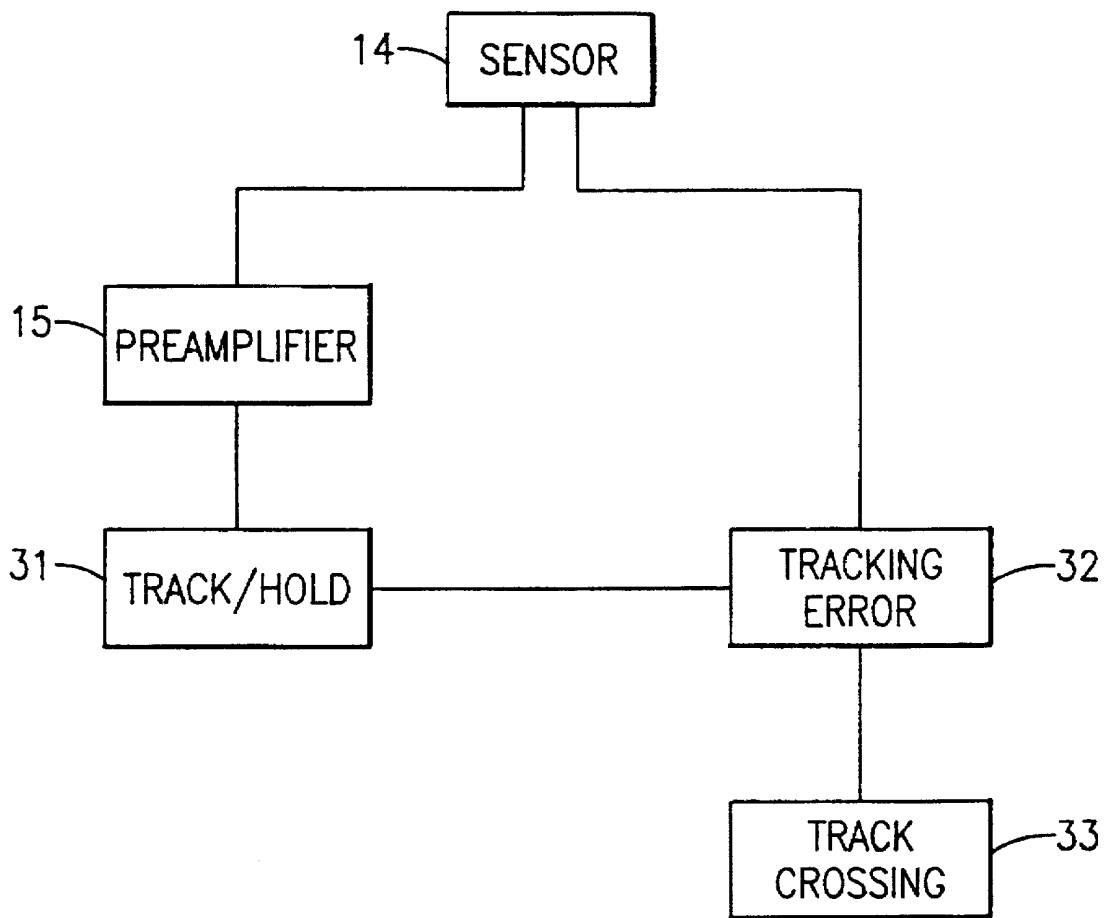 14
SENSOR
15
PREAMPLIFIER
31
TRACK/HOLD
TRACKING
ERROR
32
TRACK
CROSSING
33